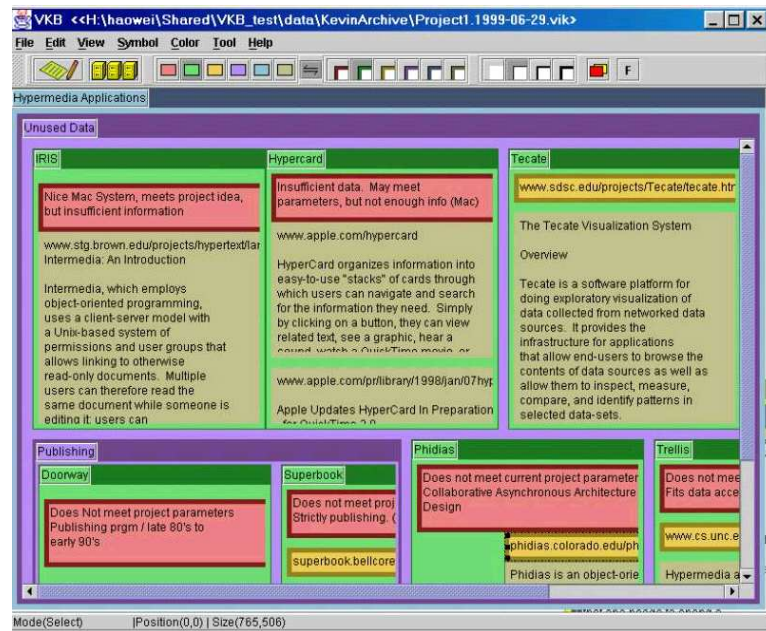 VKB <<H:\haowei\Shared\VKB_test\data\KevinArchive\Project1.1999-06-29.vik>
File Edit View Symbol Color Tool Help
F
Hypermedia Applications
Unused Data
IRIS
Nice Mac System, meets project idea,
but insufficient information
www.stg.brown.edu/projects/hypertext/lan
Intermedia: An Introduction
Intermedia, which employs
object-oriented programming,
uses a client-server model with
a Unix-based system of
permissions and user groups that
allows linking to otherwise
read-only documents. Multiple
users can therefore read the
same document while someone is
editing it; users can
Hypercard
Insufficient data. May meet
parameters, but not enough info (Mac)
www.apple.com/hypercard
HyperCard organizes information into
easy-to-use "stacks" of cards through
which users can navigate and search
for the information they need. Simply
by clicking on a button, they can view
related text, see a graphic, hear a
sound, watch a QuickTime movie, or
www.apple.com/pr/library/1998/jan/07hyp
Apple Updates HyperCard In Preparation
for QuickTime 3.0
Tecate
www.sdsc.edu/projects/Tecate/tecate.htm
The Tecate Visualization System
Overview
Tecate is a software platform for
doing exploratory visualization of
data collected from networked data
sources. It provides the
infrastructure for applications
that allow end-users to browse the
contents of data sources as well as
allow them to inspect, measure,
compare, and identify patterns in
selected data-sets.
Publishing
Doorway
Does Not meet project parameters
Publishing prgm / late 80's to
early 90's
Superbook
Does not meet proj
Strictly publishing. (
superbook.bellcore
Phidias
Does not meet current project parameter
Collaborative Asynchronous Architecture
Design
phidias.colorado.edu/ph
Phidias is an object-orie
Trellis
Does not mee
Fits data acce
www.cs.unc.e
Hypermedia a
Mode(Select) |Position(0,0) | Size(765,506)